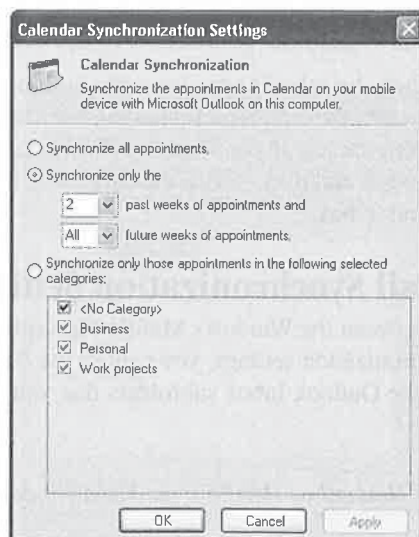 Calendar Synchronization Settings
Calendar Synchronization
Synchronize the appointments in Calendar on your mobile
device with Microsoft Outlook on this computer.
Synchronize all appointments.
Synchronize only the
2 past weeks of appointments and
All future weeks of appointments.
Synchronize only those appointments in the following selected
categories:
<No Category>
Business
Personal
Work projects
OK Cancel Apply